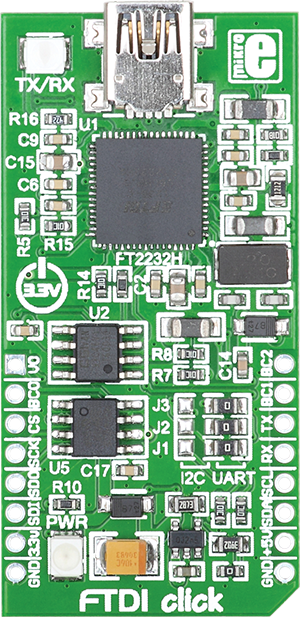 mikro
e
TX/RX
R16
C9
U1
C15
C6
R5
R15
FT2232H
3.3V
R14
U2
R8
R7
C14
VO
BC0
CS
SCK
SDO
SDI
3.3V
GND
BC2
BC1
TX
RX
SCL
SDA
+5V
GND
J3
J2
J1
I2C UART
U5
C17
R10
PWR
FTDI click